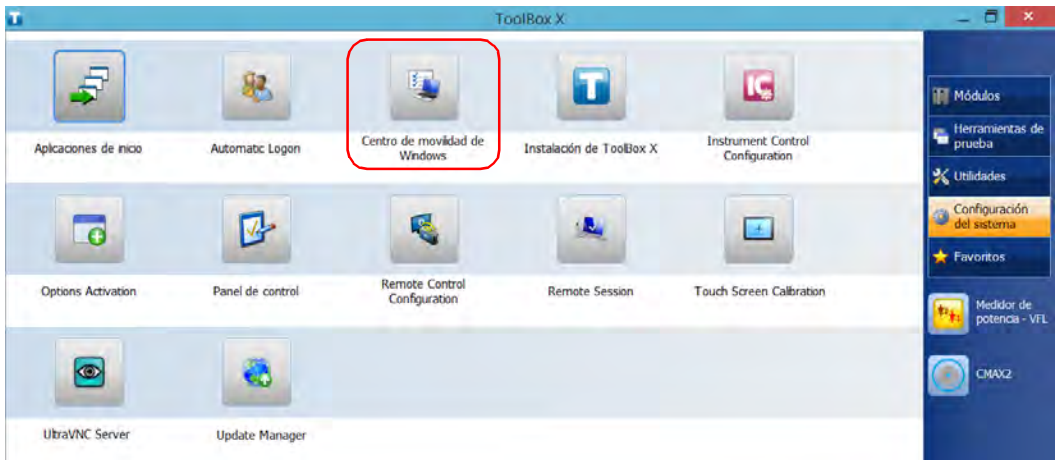 ToolBox X
Aplicaciones de inicio
Automatic Logon
Centro de movilidad de
Windows
Instalación de ToolBox X
Instrument Control
Configuration
Options Activation
Panel de control
Remote Control
Configuration
Remote Session
Touch Screen Calibration
UltraVNC Server
Update Manager
Módulos
Herramientas de
prueba
Utilidades
Configuración
del sistema
Favoritos
Medidor de
potencia - VFL
CMAX2